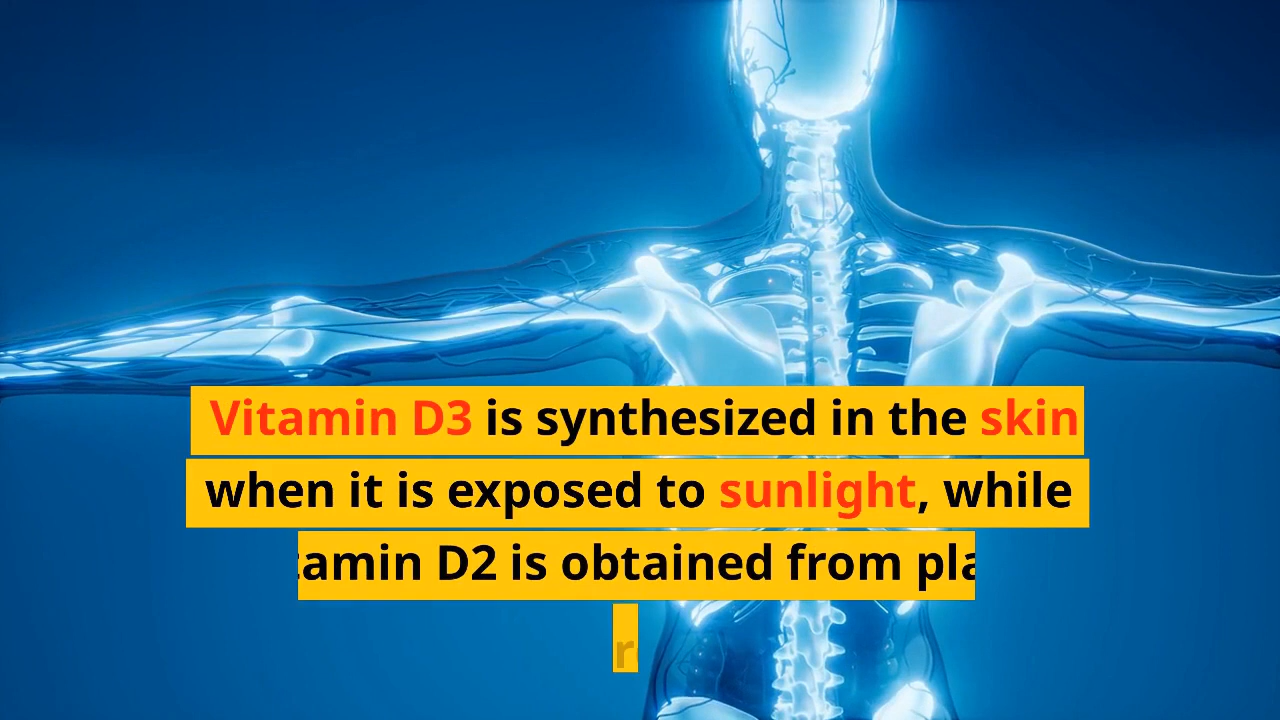 Vitamin D3 is synthesized in the skin
when it is exposed to sunlight, while
D2 is obtained from